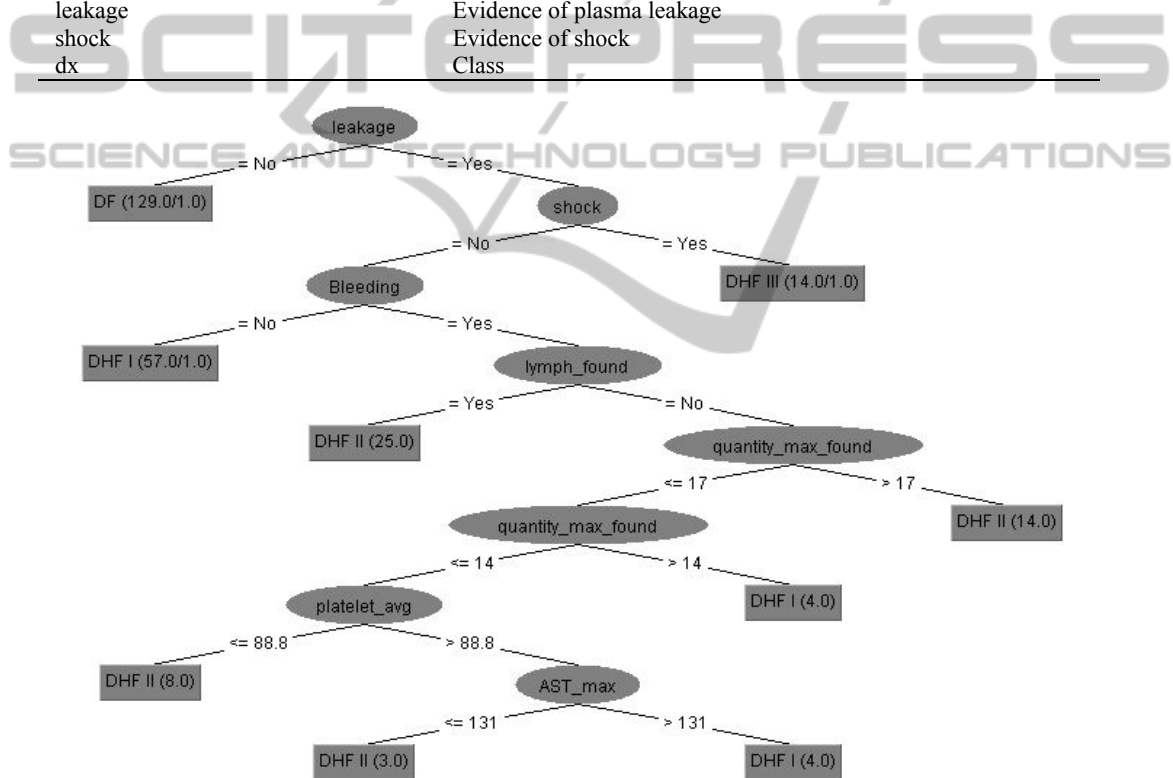 leakage Evidence of plasma leakage
shock Evidence of shock
dx Class
SCITEPRESS
SCIENCE AND TECHNOLOGY PUBLICATIONS
leakage
= No = Yes
DF (129.0/1.0)
shock
= No = Yes
Bleeding
DHF III (14.0/1.0)
= No = Yes
DHF I (57.0/1.0)
lymph_found
= Yes = No
DHF II (25.0)
quantity_max_found
<= 17 > 17
quantity_max_found
DHF II (14.0)
<= 14 > 14
platelet_avg
DHF I (4.0)
<= 88.8 > 88.8
DHF II (8.0)
AST_max
<= 131 > 131
DHF II (3.0)
DHF I (4.0)